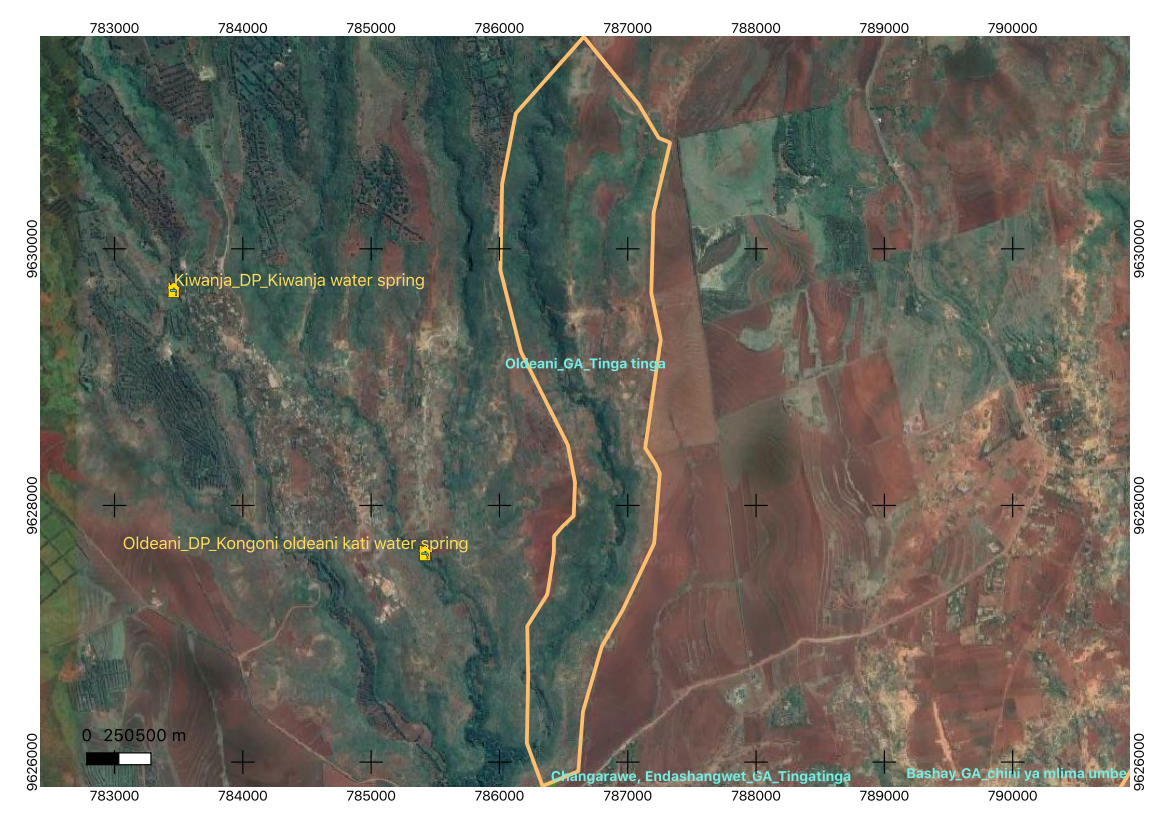 783000 784000 785000 786000 787000 788000 789000 790000
9630000 9630000
Kiwanja_DP_Kiwanja water spring
Oldeani_GA_Tinga tinga
9628000 9628000
Oldeani_DP_Kongoni oldeani kati water spring
0 250500 m
9626000 9626000
Changarawe, Endashangwet_GA_Tingatinga
Bashay_GA_chini ya mlima umbe
783000 784000 785000 786000 787000 788000 789000 790000